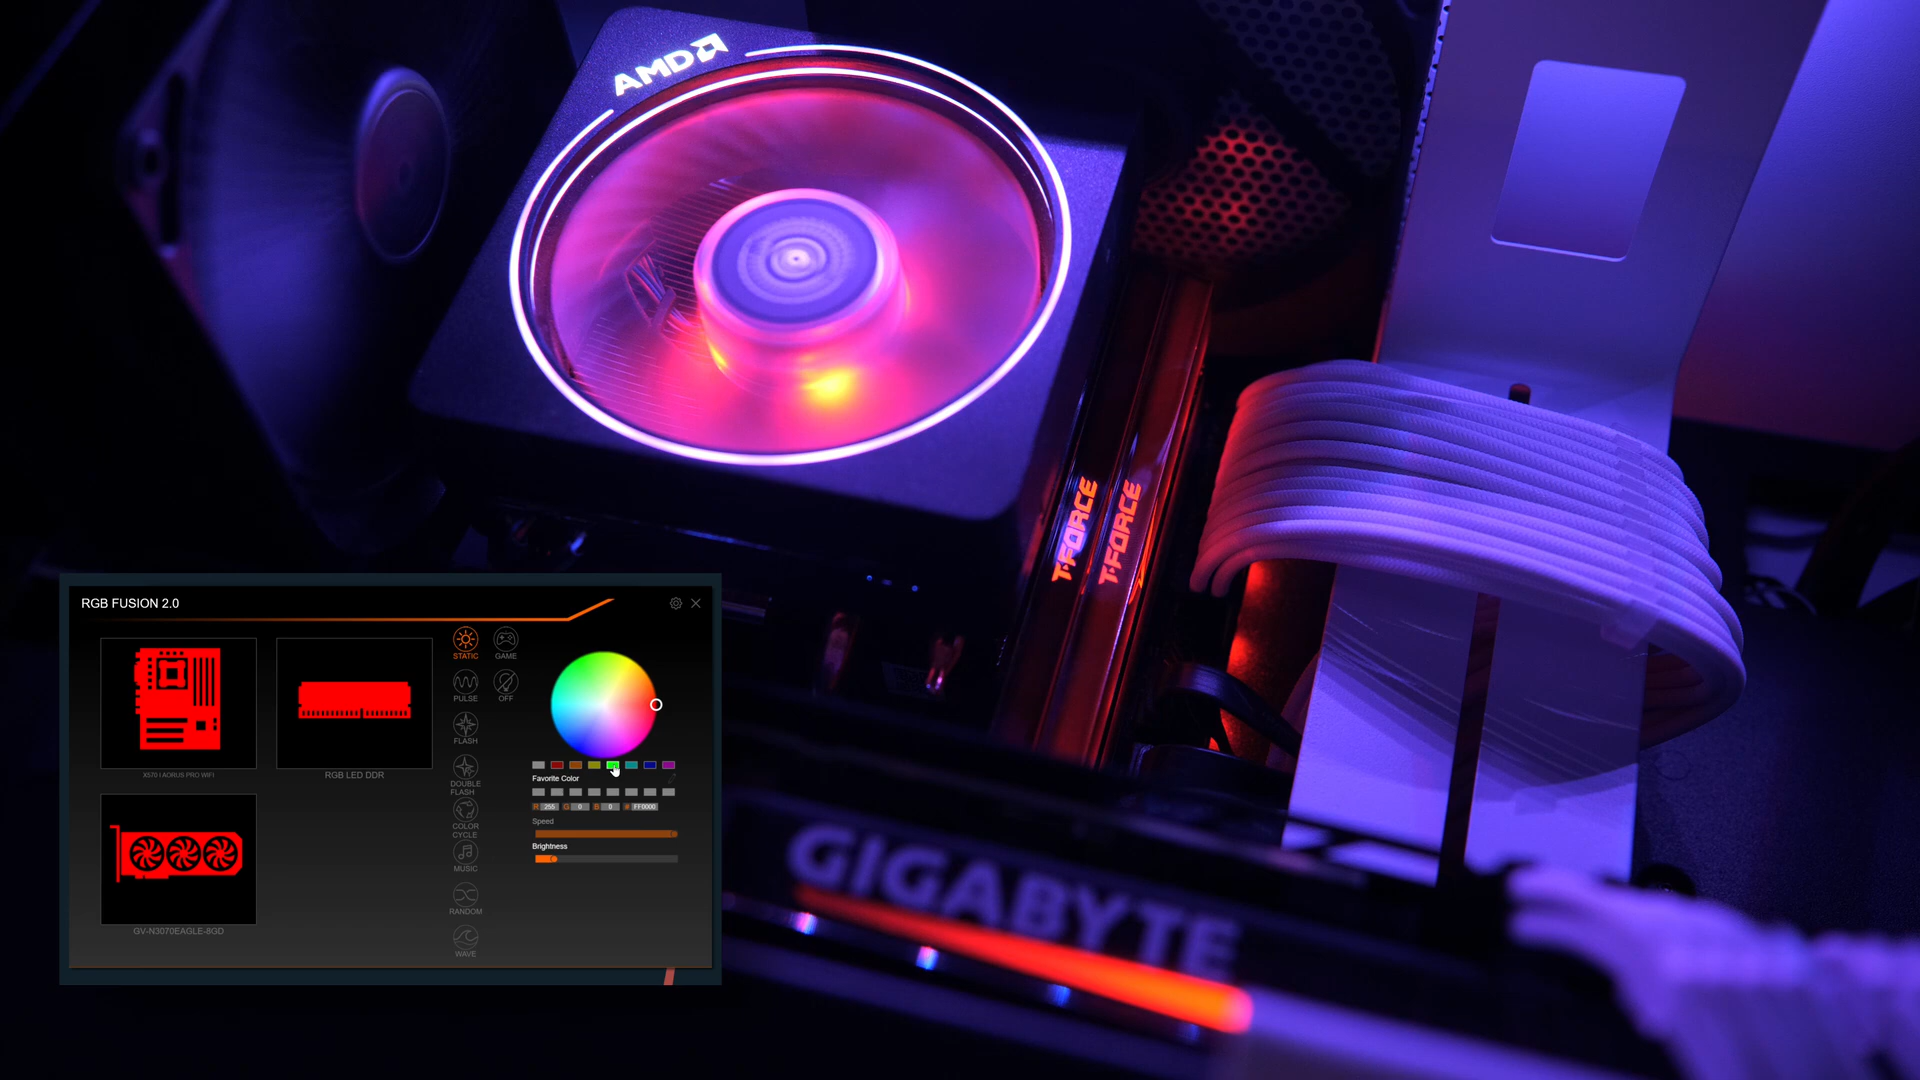 AMD
T-FORCE
T-FORCE
GIGABYTE
RGB FUSION 2.0
X570 I AORUS PRO WIFI
RGB LED DDR
GV-N3070EAGLE-8GD
STATIC
GAME
PULSE
OFF
FLASH
DOUBLE
FLASH
COLOR
CYCLE
MUSIC
RANDOM
WAVE
Favorite Color
R 255 G 0 B 0 # FF0000
Speed
Brightness